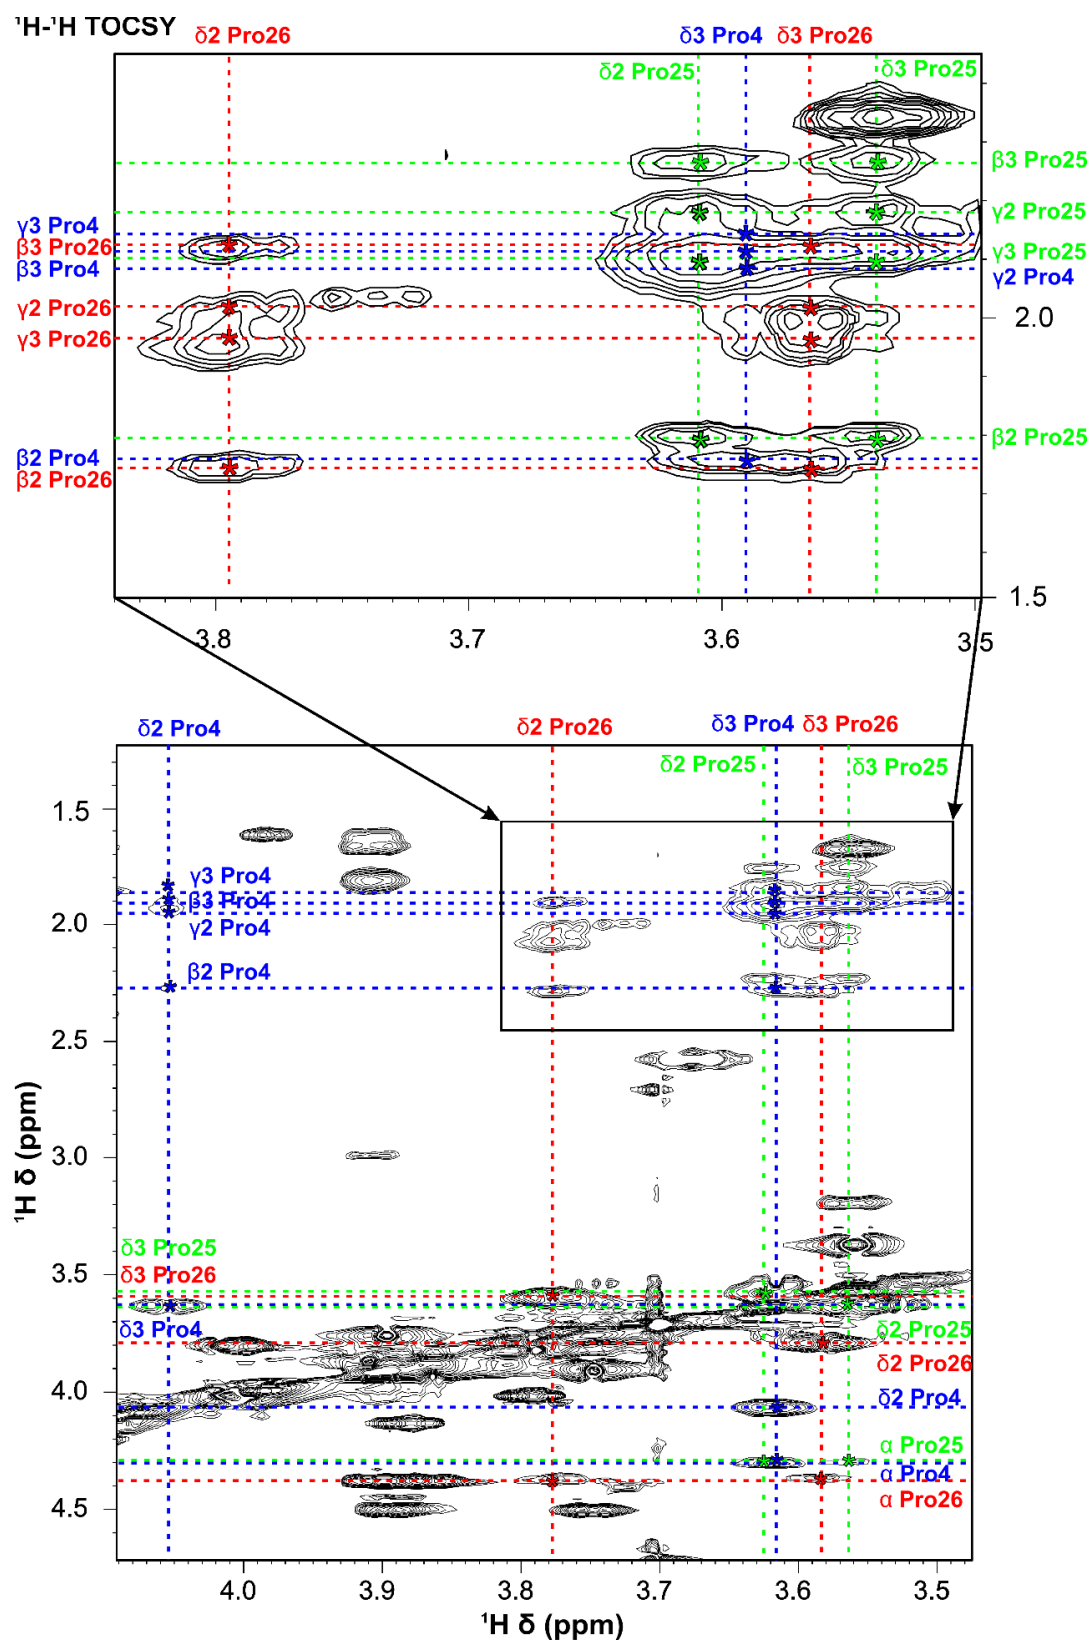 ¹H-¹H TOCSY
δ2 Pro26
δ3 Pro4
δ3 Pro26
δ2 Pro25
δ3 Pro25
β3 Pro25
γ2 Pro25
γ3 Pro4
β3 Pro26
γ3 Pro25
β3 Pro4
γ2 Pro4
γ2 Pro26
2.0
γ3 Pro26
β2 Pro25
β2 Pro4
β2 Pro26
1.5
3.8
3.7
3.6
3.5
δ2 Pro4
δ2 Pro26
δ3 Pro4
δ3 Pro26
δ2 Pro25
δ3 Pro25
1.5
γ3 Pro4
β3 Pro4
2.0
γ2 Pro4
β2 Pro4
2.5
3.0
¹H δ (ppm)
δ3 Pro25
3.5
δ3 Pro26
δ3 Pro4
δ2 Pro25
δ2 Pro26
4.0
δ2 Pro4
α Pro25
α Pro4
α Pro26
4.5
4.0
3.9
3.8
3.7
3.6
3.5
¹H δ (ppm)